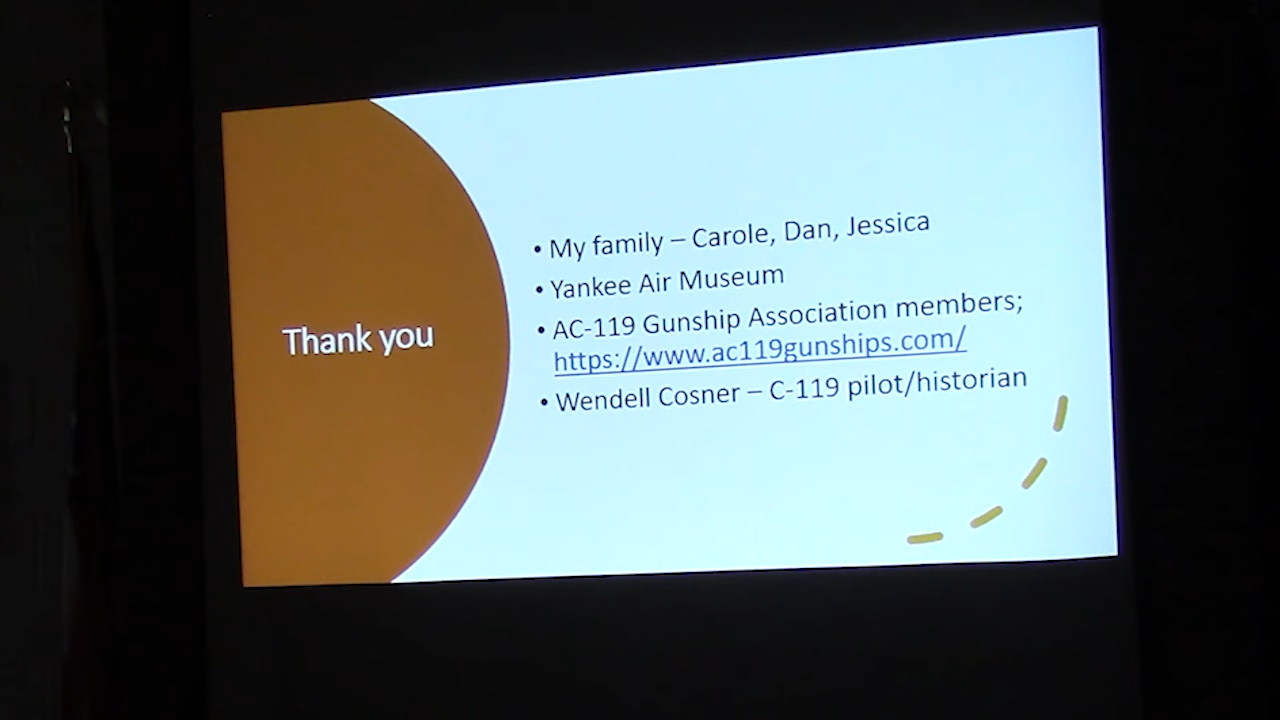 Thank you
• My family – Carole, Dan, Jessica
• Yankee Air Museum
• AC-119 Gunship Association members;
https://www.ac119gunships.com/
• Wendell Cosner – C-119 pilot/historian